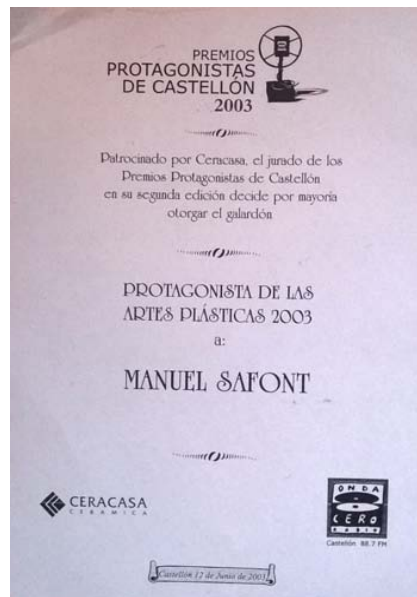 PREMIOS
PROTAGONISTAS
DE CASTELLÓN
2003
Patrocinado por Ceracasa, el jurado de los
Premios Protagonistas de Castellón
en su segunda edición decide por mayoría
otorgar el galardón
PROTAGONISTA DE LAS
ARTES PLÁSTICAS 2003
a:
MANUEL SAFONT
CERACASA
CERÁMICA
ONDA
CERO
RADIO
Castellón 88.7 FM
Castellón 12 de Junio de 2003